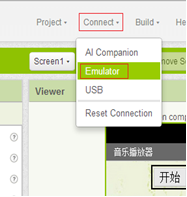 Project Connect Build He
Screen1 AI Companion move Sc
Emulator
USB
Viewer
Reset Connection
n comp
音乐播放器
开始